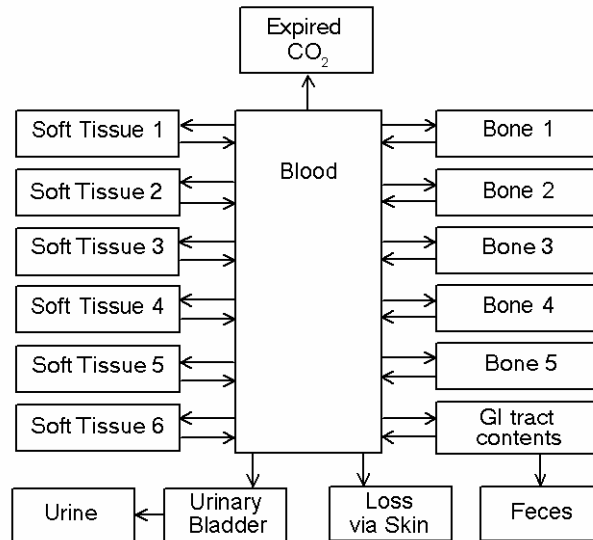 Expired
CO₂
Soft Tissue 1
Blood
Bone 1
Soft Tissue 2
Bone 2
Soft Tissue 3
Bone 3
Soft Tissue 4
Bone 4
Soft Tissue 5
Bone 5
Soft Tissue 6
GI tract
contents
Urine
Urinary
Bladder
Loss
via Skin
Feces